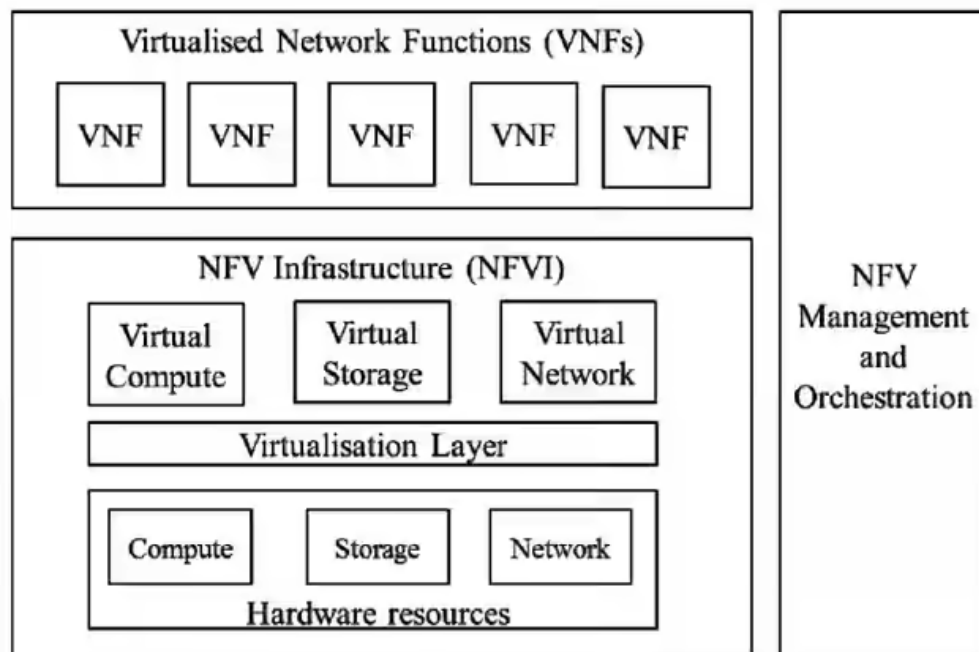 Virtualised Network Functions (VNFs)
VNF VNF VNF VNF VNF
NFV Infrastructure (NFVI)
Virtual
Compute
Virtual
Storage
Virtual
Network
Virtualisation Layer
Compute
Storage
Network
Hardware resources
NFV
Management
and
Orchestration